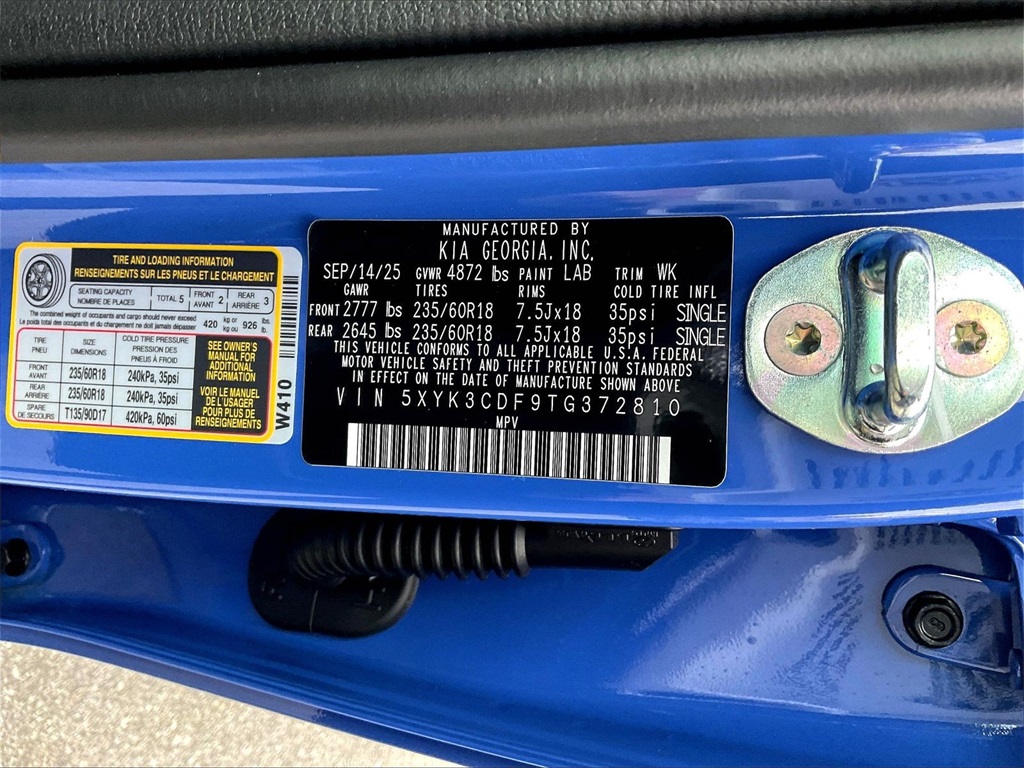 TIRE AND LOADING INFORMATION
RENSEIGNEMENTS SUR LES PNEUS ET LE CHARGEMENT
SEATING CAPACITY
NOMBRE DE PLACES
TOTAL 5
FRONT
AVANT 2
REAR
ARRIÈRE 3
The combined weight of occupants and cargo should never exceed
Le poids total des occupants et du chargement ne doit jamais dépasser
420 kg or kg ou 926 lbs. lb.
TIRE
PNEU
SIZE
DIMENSIONS
COLD TIRE PRESSURE
PRESSION DES
PNEUS À FROID
FRONT
AVANT
235/60R18
240kPa, 35psi
REAR
ARRIÈRE
235/60R18
240kPa, 35psi
SPARE
DE SECOURS
T135/90D17
420kPa, 60psi
SEE OWNER'S
MANUAL FOR
ADDITIONAL
INFORMATION
VOIR LE MANUEL
DE L'USAGER
POUR PLUS DE
RENSEIGNEMENTS
W410
MANUFACTURED BY
KIA GEORGIA, INC.
SEP/14/25 GVWR 4872 lbs PAINT LAB TRIM WK
GAWR TIRES RIMS COLD TIRE INFL
FRONT 2777 lbs 235/60R18 7.5Jx18 35psi SINGLE
REAR 2645 lbs 235/60R18 7.5Jx18 35psi SINGLE
THIS VEHICLE CONFORMS TO ALL APPLICABLE U.S.A. FEDERAL
MOTOR VEHICLE SAFETY AND THEFT PREVENTION STANDARDS
IN EFFECT ON THE DATE OF MANUFACTURE SHOWN ABOVE
VIN 5XYK3CDF9TG372810
MPV